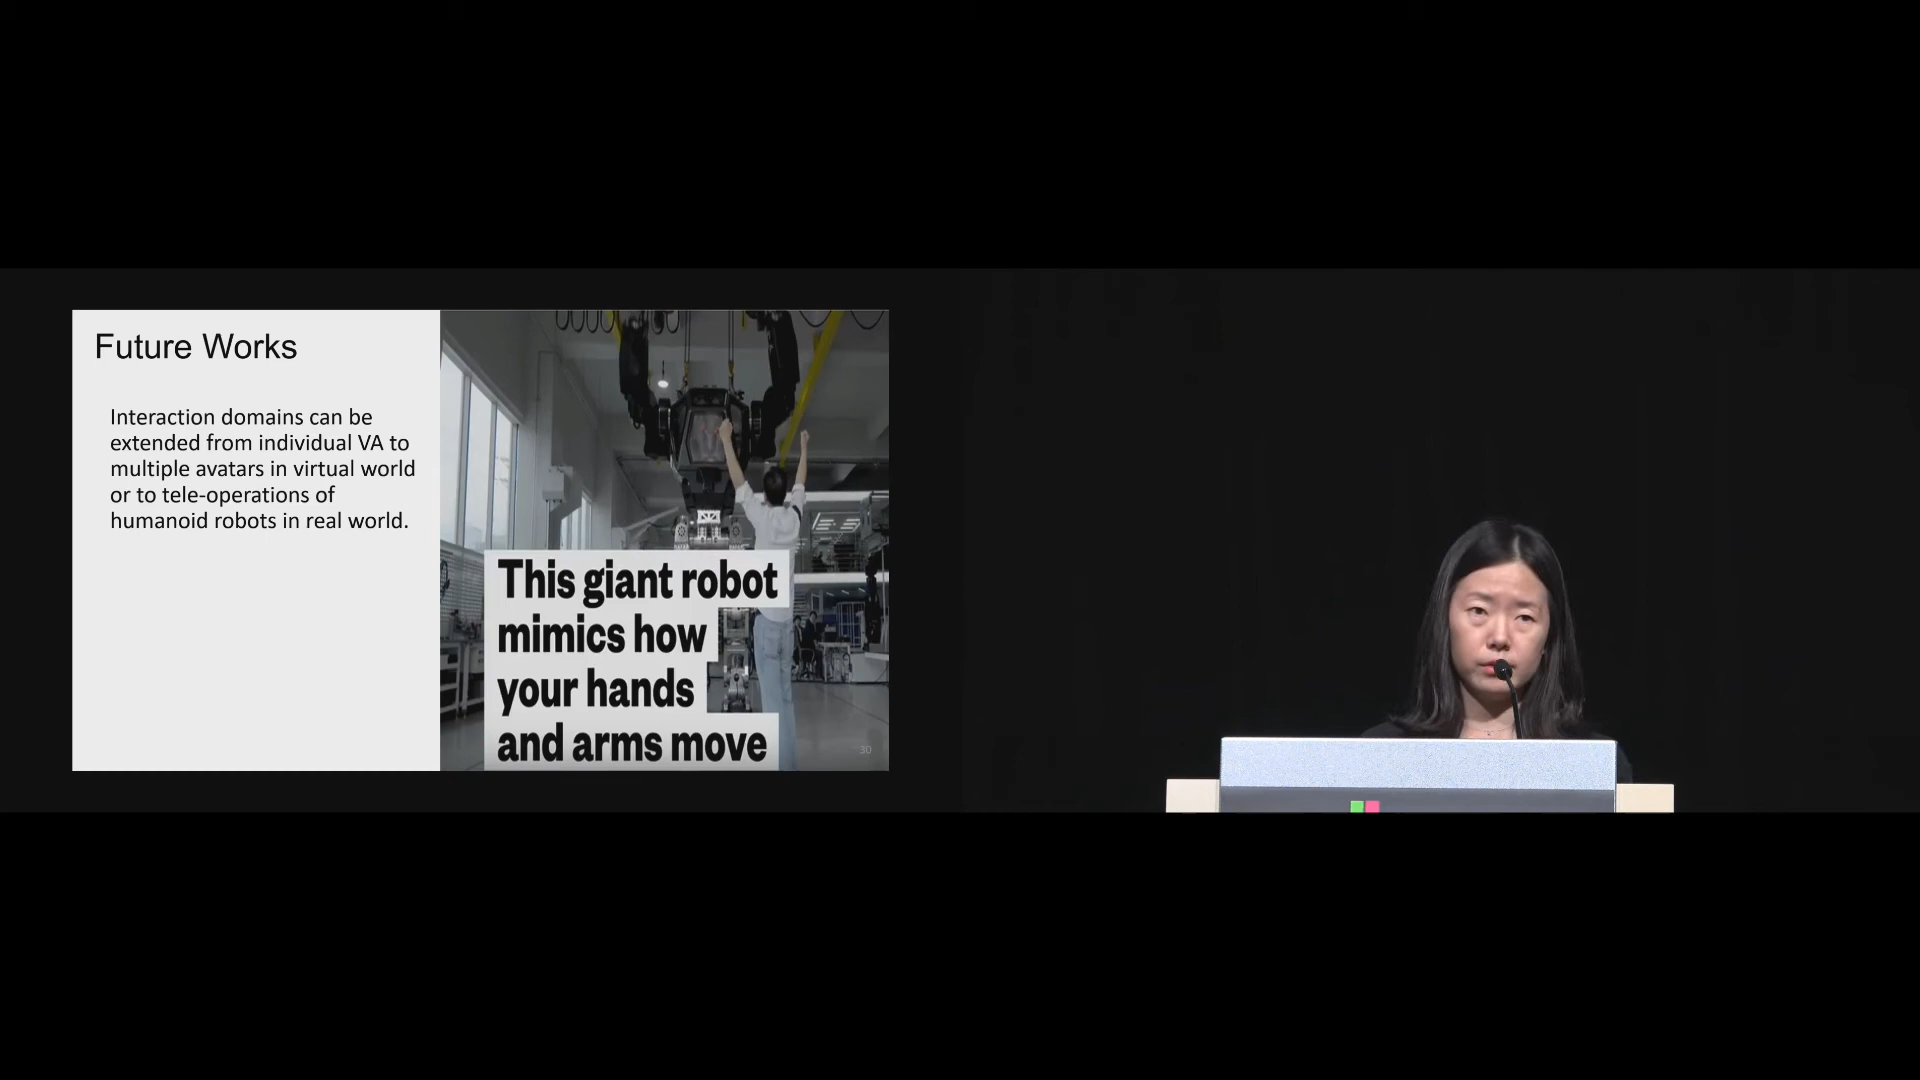 Future Works
Interaction domains can be
extended from individual VA to
multiple avatars in virtual world
or to tele-operations of
humanoid robots in real world.
This giant robot
mimics how
your hands
and arms move
30